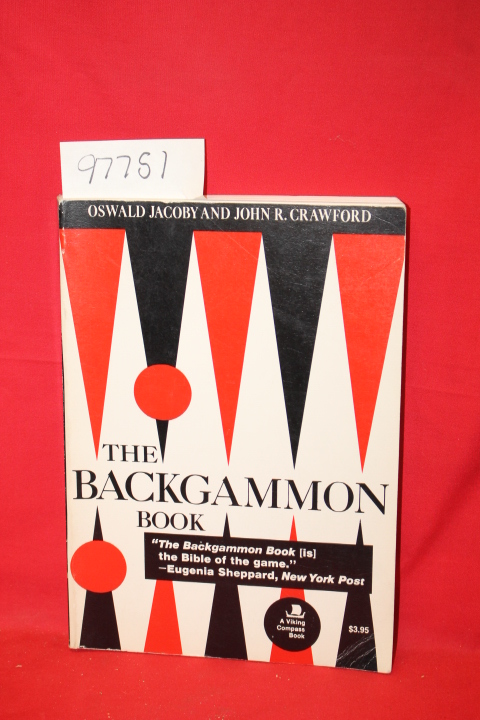 97751
OSWALD JACOBY AND JOHN R. CRAWFORD
THE
BACKGAMMON
BOOK
"The Backgammon Book [is]
the Bible of the game."
—Eugenia Sheppard, New York Post
A Viking
Compass
Book
$3.95